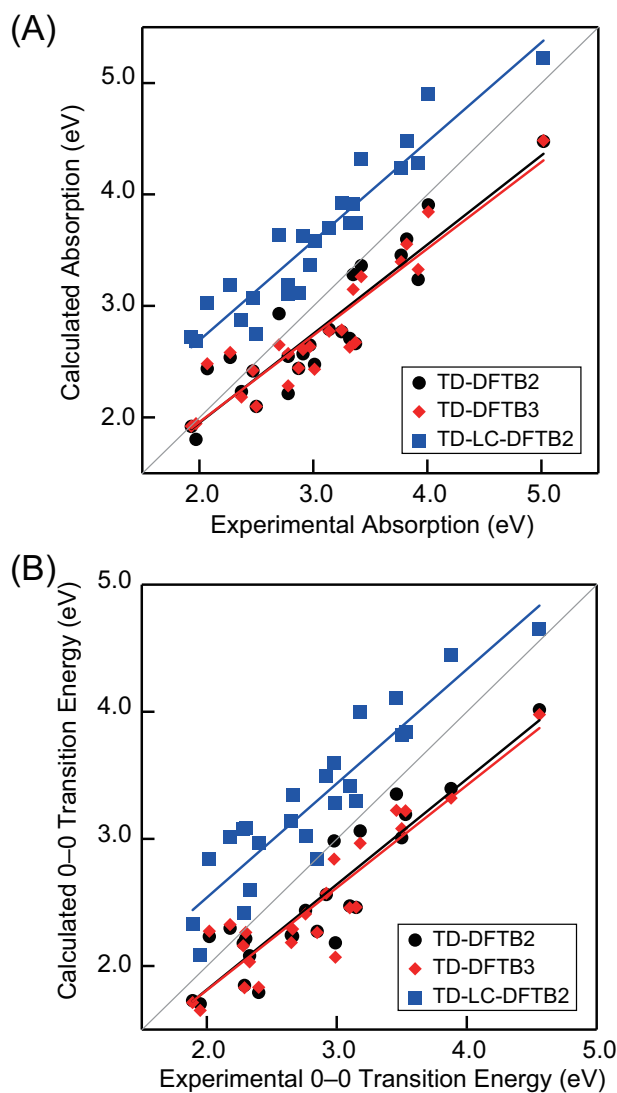 (A)
Calculated Absorption (eV)
5.0
4.0
3.0
2.0
TD-DFTB2
TD-DFTB3
TD-LC-DFTB2
2.0 3.0 4.0 5.0
Experimental Absorption (eV)
(B)
Calculated 0–0 Transition Energy (eV)
5.0
4.0
3.0
2.0
TD-DFTB2
TD-DFTB3
TD-LC-DFTB2
2.0 3.0 4.0 5.0
Experimental 0–0 Transition Energy (eV)